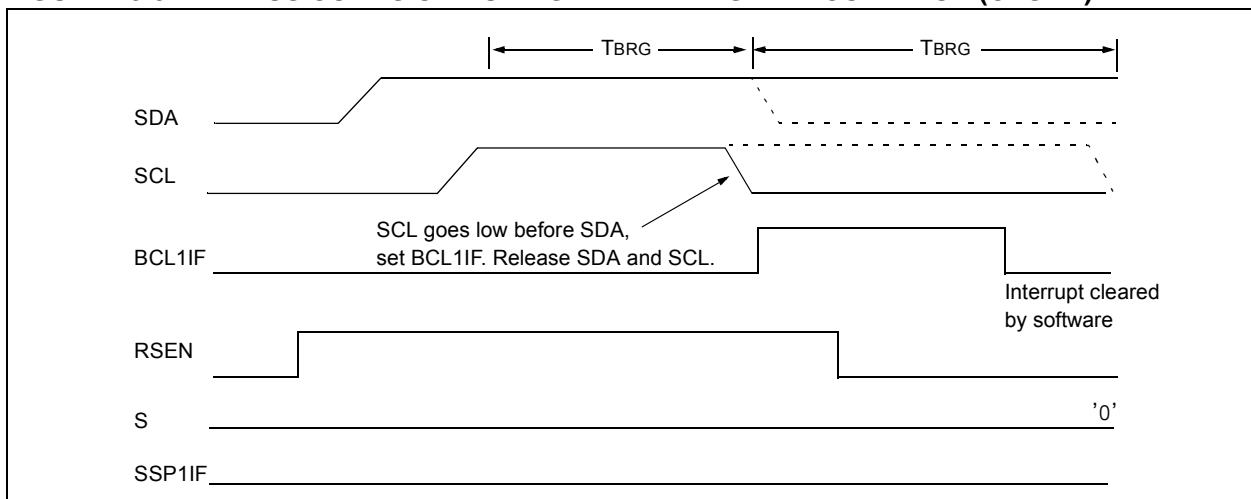 TBRG TBRG
SDA
SCL
SCL goes low before SDA,
set BCL1IF. Release SDA and SCL.
BCL1IF
Interrupt cleared
by software
RSEN
S '0'
SSP1IF